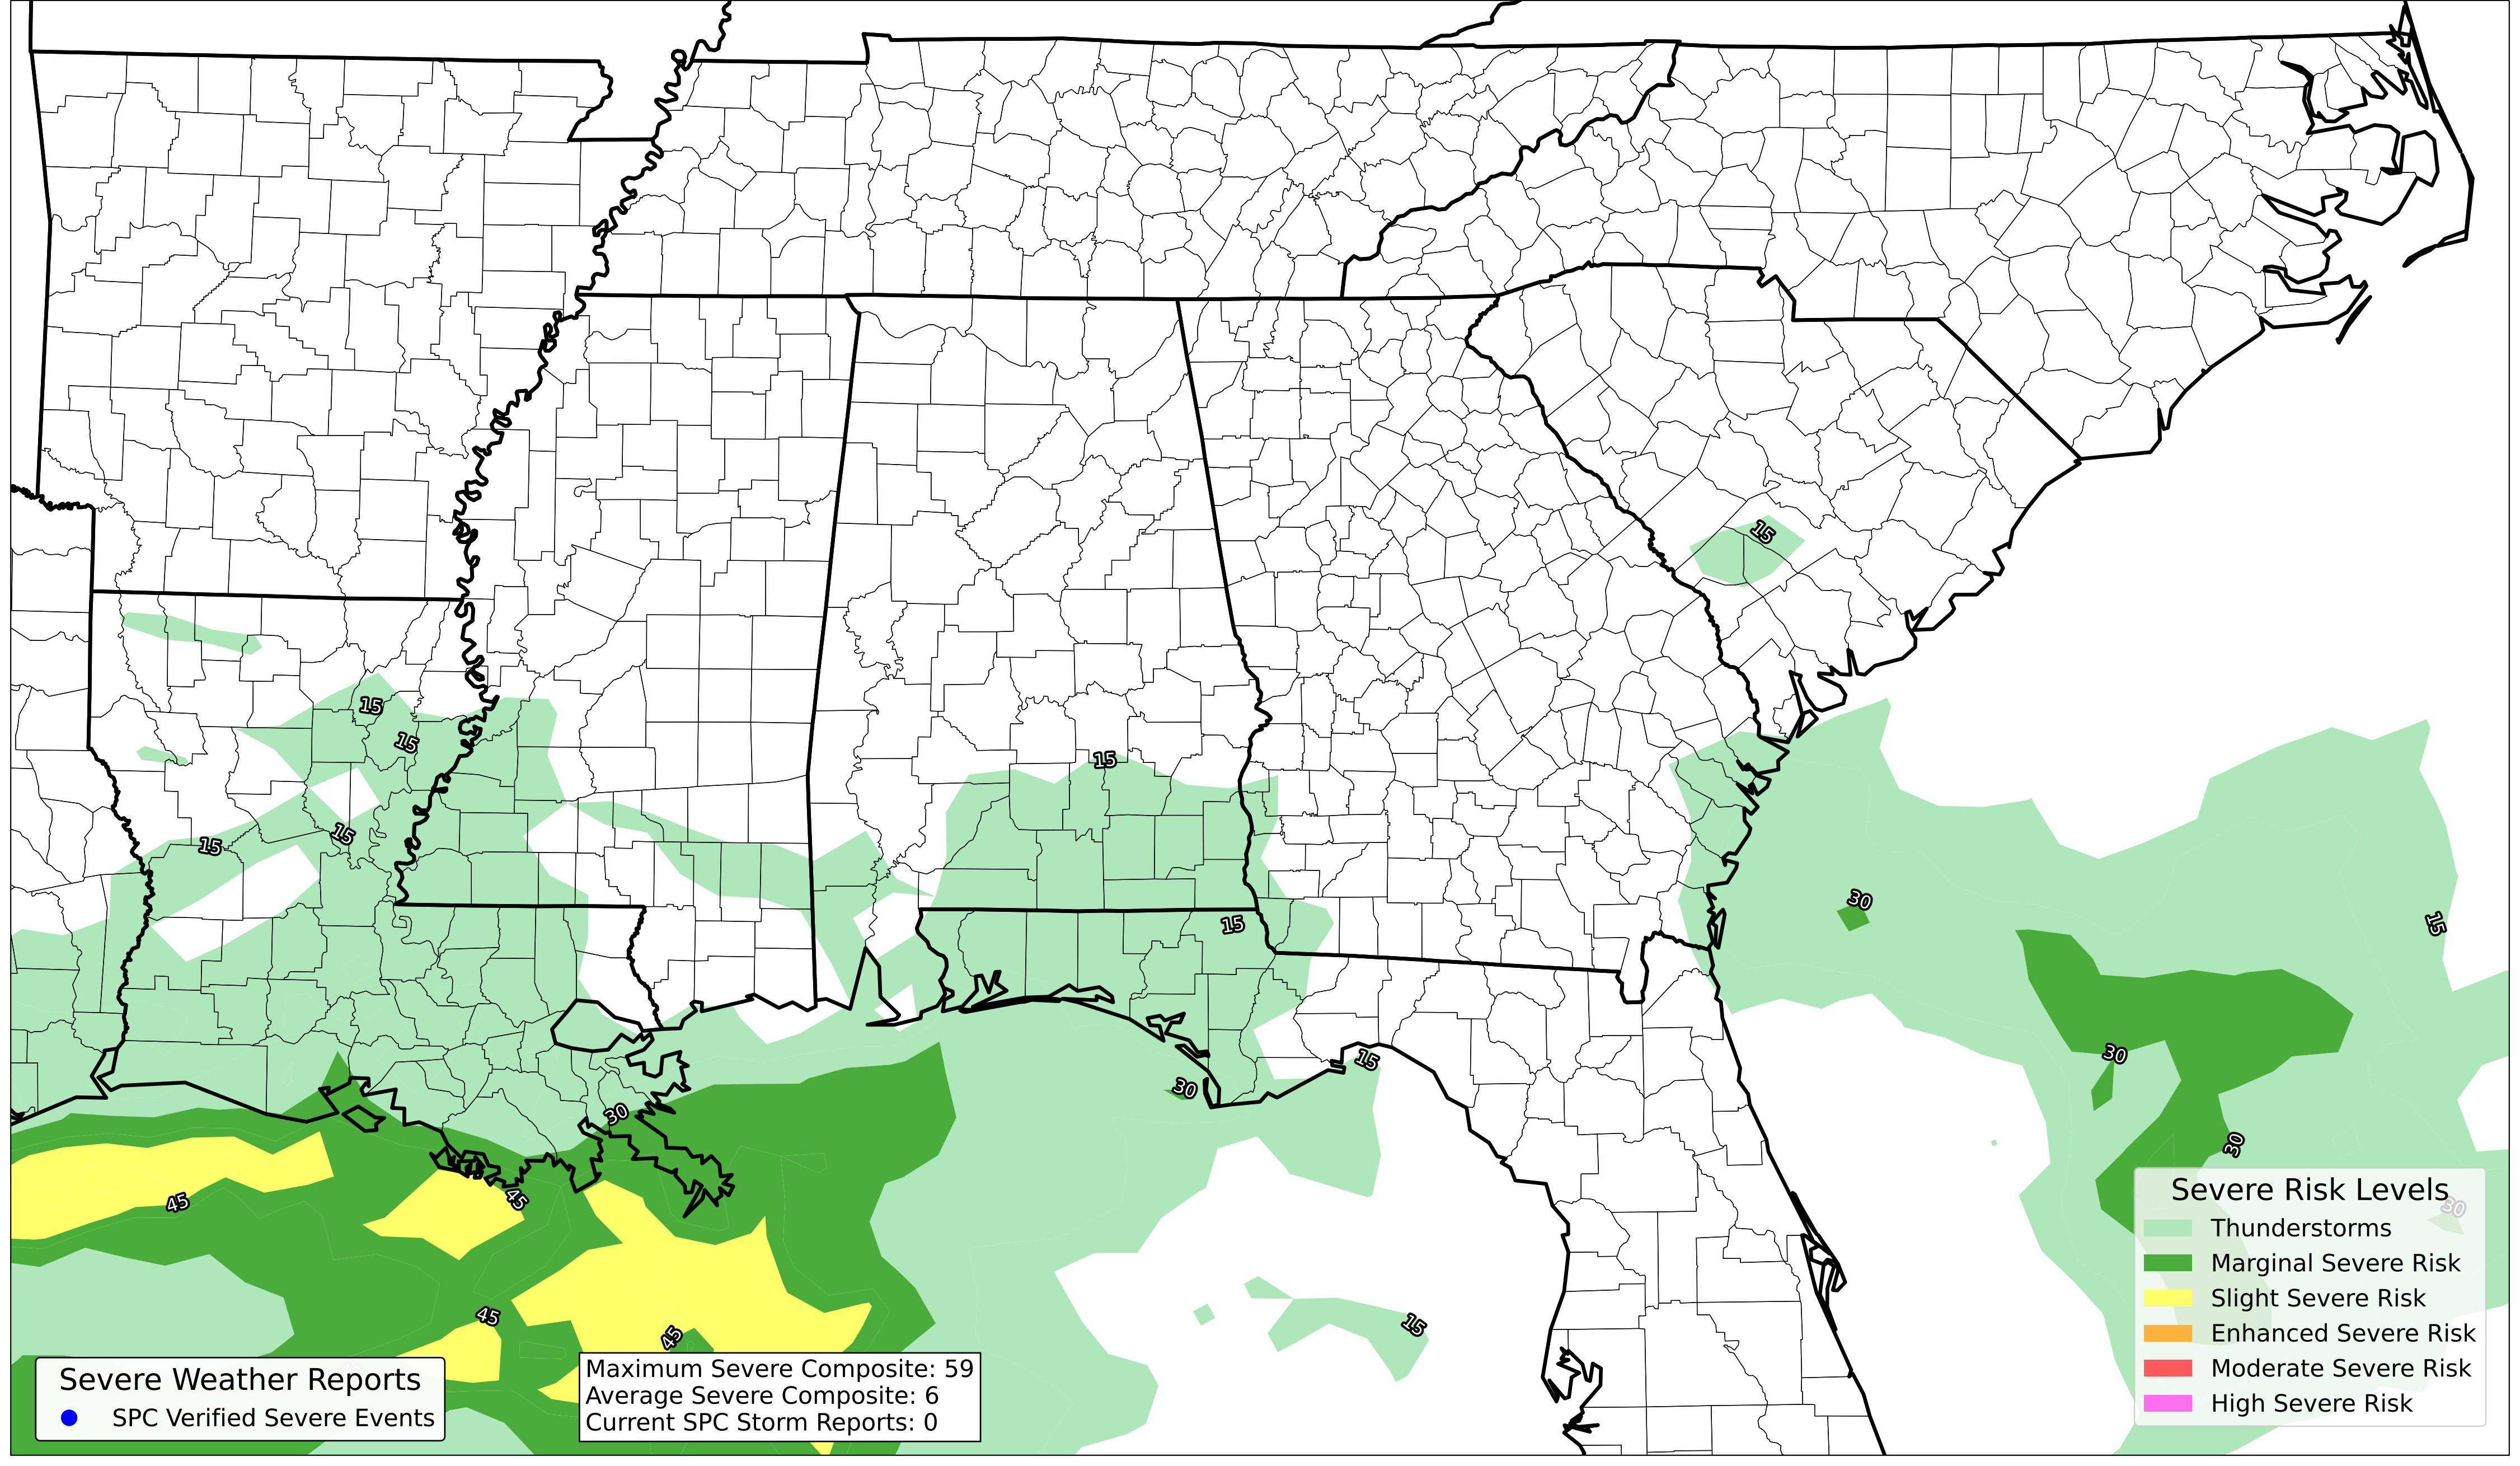 15
15
15
15
15
15
30
15
15
30
15
30
30
30
45
45
30
30
45
15
45
Severe Risk Levels
Thunderstorms
Marginal Severe Risk
Slight Severe Risk
Enhanced Severe Risk
Moderate Severe Risk
High Severe Risk
Severe Weather Reports
SPC Verified Severe Events
Maximum Severe Composite: 59
Average Severe Composite: 6
Current SPC Storm Reports: 0